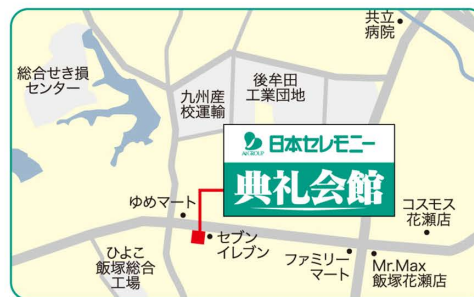 共立
病院
総合せき損
センター
九州産
校運輸
後牟田
工業団地
AI GROUP
日本セレモニー
典礼会館
ゆめマート
セブン
イレブン
コスモス
花瀬店
ひよこ
飯塚総合
工場
ファミリー
マート
Mr.Max
飯塚花瀬店